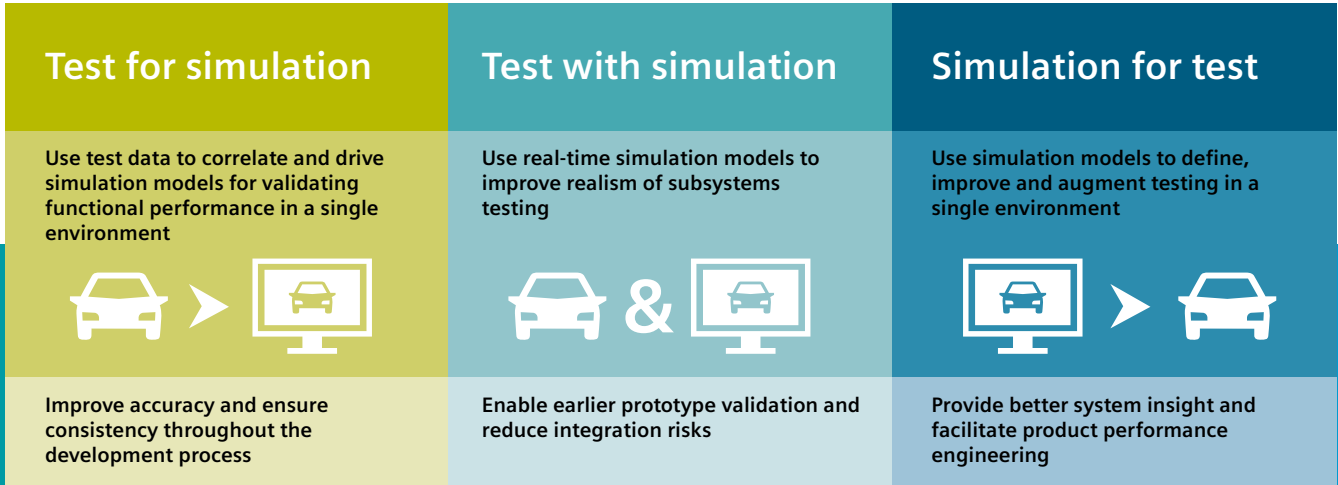 Test for simulation
Use test data to correlate and drive
simulation models for validating
functional performance in a single
environment
Improve accuracy and ensure
consistency throughout the
development process
Test with simulation
Use real-time simulation models to
improve realism of subsystems
testing
&
Enable earlier prototype validation and
reduce integration risks
Simulation for test
Use simulation models to define,
improve and augment testing in a
single environment
Provide better system insight and
facilitate product performance
engineering